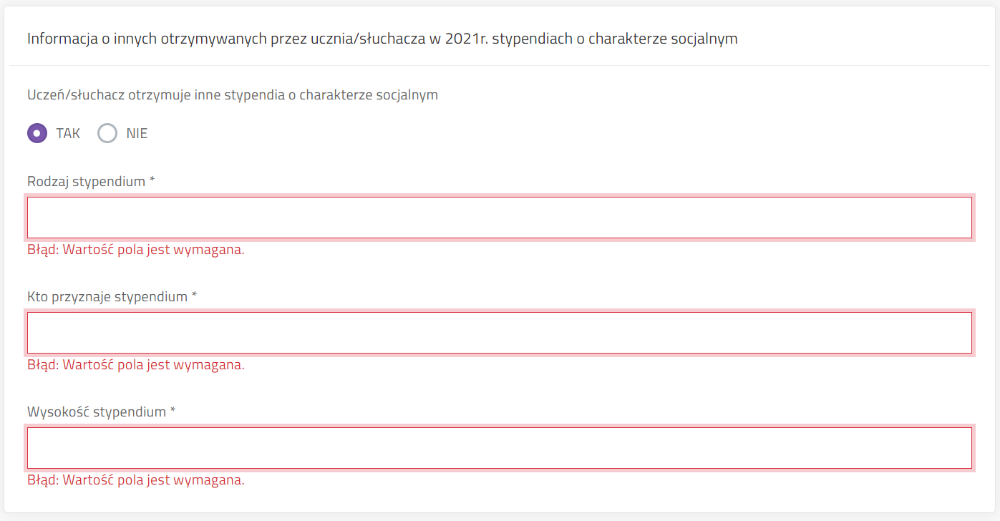 Informacja o innych otrzymywanych przez ucznia/słuchacza w 2021r. stypendiach o charakterze socjalnym
Uczeń/słuchacz otrzymuje inne stypendia o charakterze socjalnym
TAK NIE
Rodzaj stypendium *
Błąd: Wartość pola jest wymagana.
Kto przyznaje stypendium *
Błąd: Wartość pola jest wymagana.
Wysokość stypendium *
Błąd: Wartość pola jest wymagana.